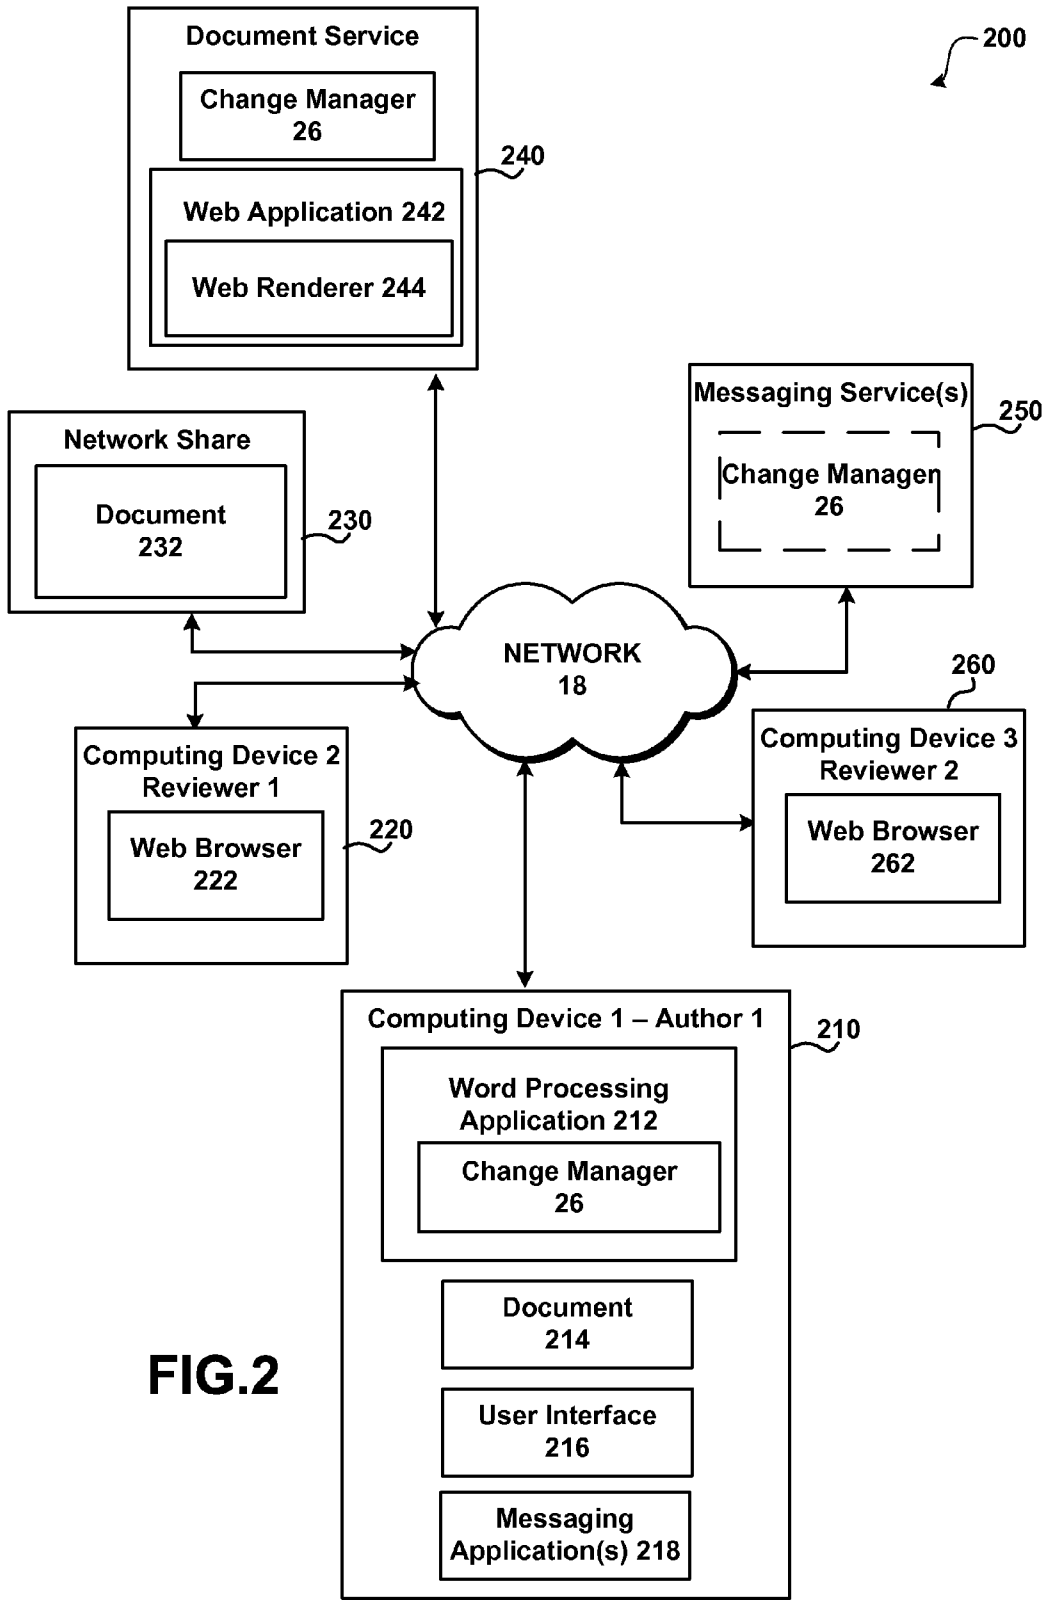 Document Service
200
Change Manager
26
240
Web Application 242
Web Renderer 244
Messaging Service(s)
250
Change Manager
26
Network Share
Document
232
230
NETWORK
18
260
Computing Device 2
Reviewer 1
220
Web Browser
222
Computing Device 3
Reviewer 2
Web Browser
262
Computing Device 1 – Author 1
210
Word Processing
Application 212
Change Manager
26
Document
214
User Interface
216
Messaging
Application(s) 218
FIG.2